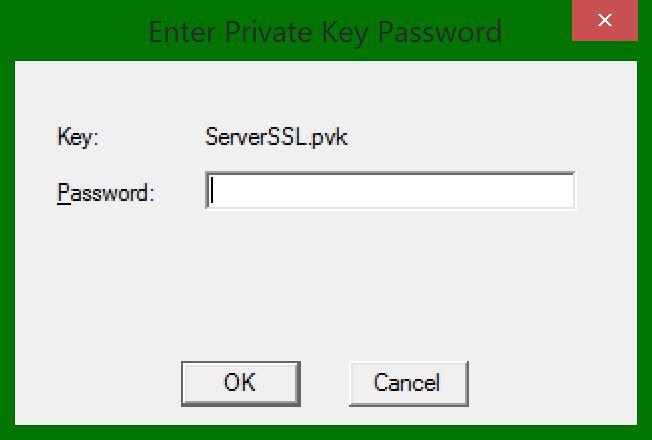 Enter Private Key Password
Key: ServerSSL.pvk
Password:
OK Cancel